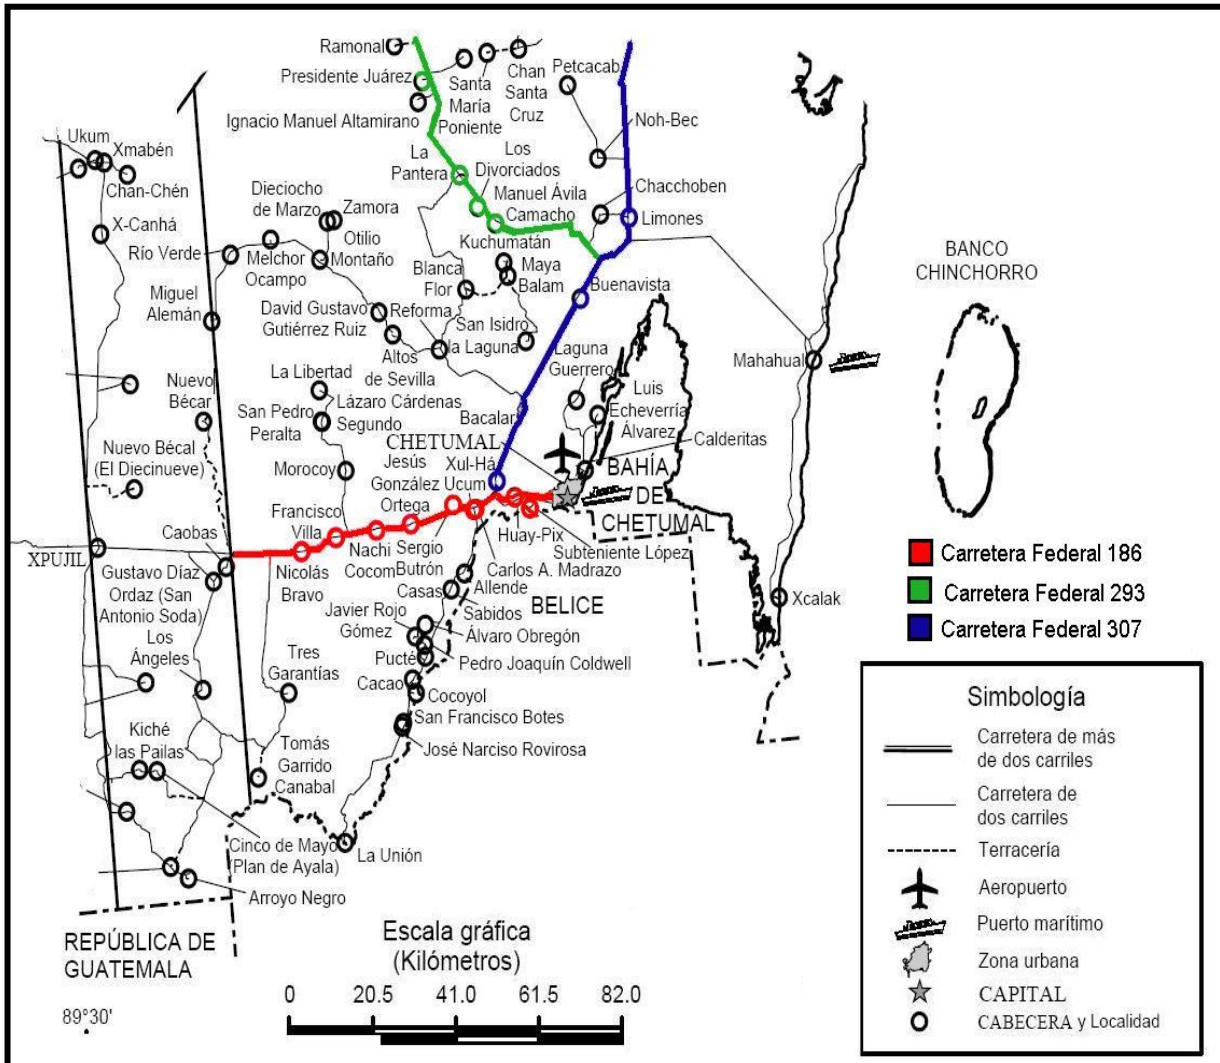 Ramonal
Presidente Juárez
Ignacio Manuel Altamirano
Santa
María
Poniente
Chan
Santa
Cruz
Petcacab
Noh-Bec
Ukum
Xmabén
Chan-Chén
X-Canhá
La
Pantera
Los
Divorciados
Manuel Ávila
Camacho
Chacchoben
Limones
Dieciocho
de Marzo
Zamora
Otilio
Montaño
Río Verde
Melchor
Ocampo
Miguel
Alemán
Kuchumatán
Maya
Balam
Blanca
Flor
Buenavista
BANCO
CHINCHORRO
David Gustavo
Gutiérrez Ruiz
Reforma
San Isidro
la Laguna
Altos
de Sevilla
Laguna
Guerrero
Mahahual
La Libertad
Lázaro Cárdenas
Segundo
San Pedro
Peralta
Nuevo
Bécar
Bacalar
Luis
Echeverría
Álvarez
Calderitas
CHETUMAL
Nuevo Bécal
(El Diecinueve)
Morocoy
Jesús
González
Ortega
Xul-Há
Ucum
BAHÍA
DE
CHETUMAL
Francisco
Villa
Caobas
XPUJIL
Nachi
Cocom
Sergio
Butrón
Casas
Huay-Pix
Subteniente López
Carlos A. Madrazo
Nicolás
Bravo
Gustavo Díaz
Ordaz (San
Antonio Soda)
Allende
Sabidos
BELICE
Xcalak
Carretera Federal 186
Carretera Federal 293
Carretera Federal 307
Javier Rojo
Gómez
Álvaro Obregón
Pucté
Pedro Joaquín Coldwell
Los
Ángeles
Tres
Garantías
Cacao
Cocoyol
San Francisco Botes
José Narciso Rovirosa
Kiché
las Pailas
Tomás
Garrido
Canabal
Cinco de Mayo
(Plan de Ayala)
La Unión
Arroyo Negro
REPÚBLICA DE
GUATEMALA
89°30'
Escala gráfica
(Kilómetros)
0 20.5 41.0 61.5 82.0
Simbología
Carretera de más
de dos carriles
Carretera de
dos carriles
Terracería
Aeropuerto
Puerto marítimo
Zona urbana
CAPITAL
CABECERA y Localidad